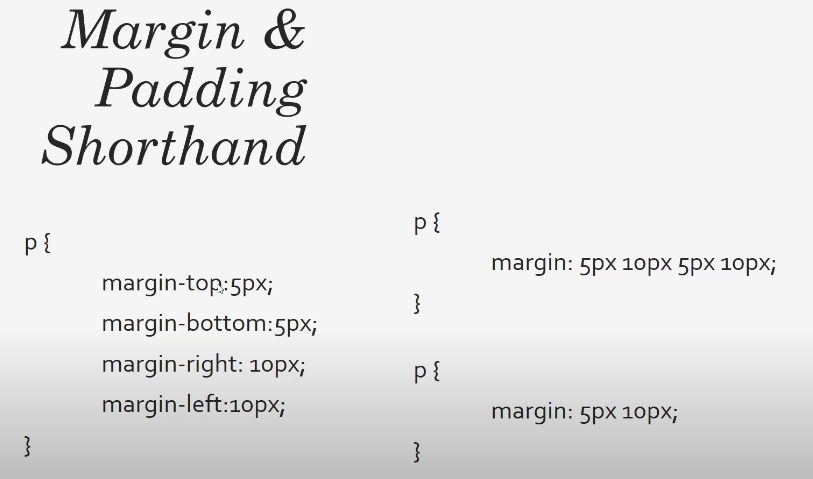 Margin &
Padding
Shorthand
p {
margin-top:5px;
margin-bottom:5px;
margin-right: 10px;
margin-left:10px;
}
p {
margin: 5px 10px 5px 10px;
}
p {
margin: 5px 10px;
}